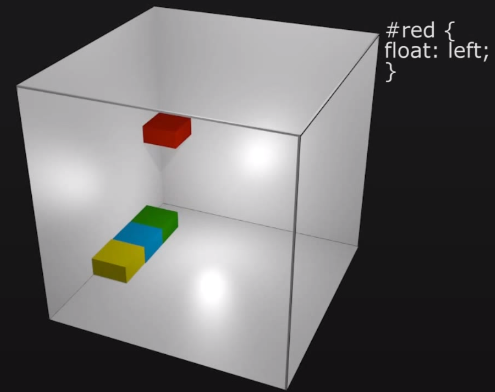 #red {
float: left;
}